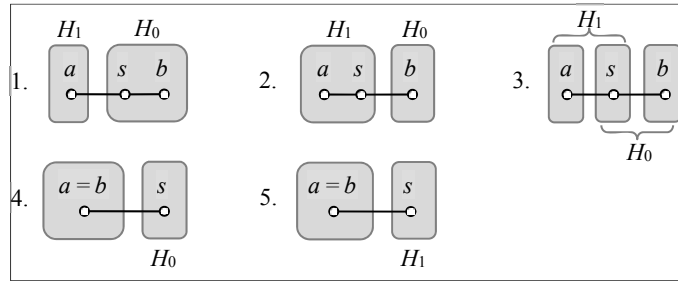 H₁ H₀ H₁ H₀ H₁
1. a s b 2. a s b 3. a s b
H₀
4. a = b s 5. a = b s
H₀ H₁